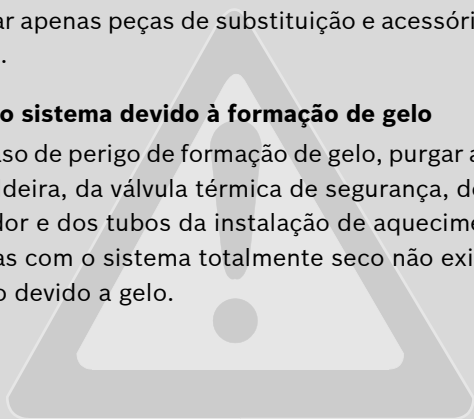 ar apenas peças de substituição e acessóri
.
o sistema devido à formação de gelo
aso de perigo de formação de gelo, purgar a
ldeira, da válvula térmica de segurança, de
dor e dos tubos da instalação de aquecime
as com o sistema totalmente seco não exi
o devido a gelo.